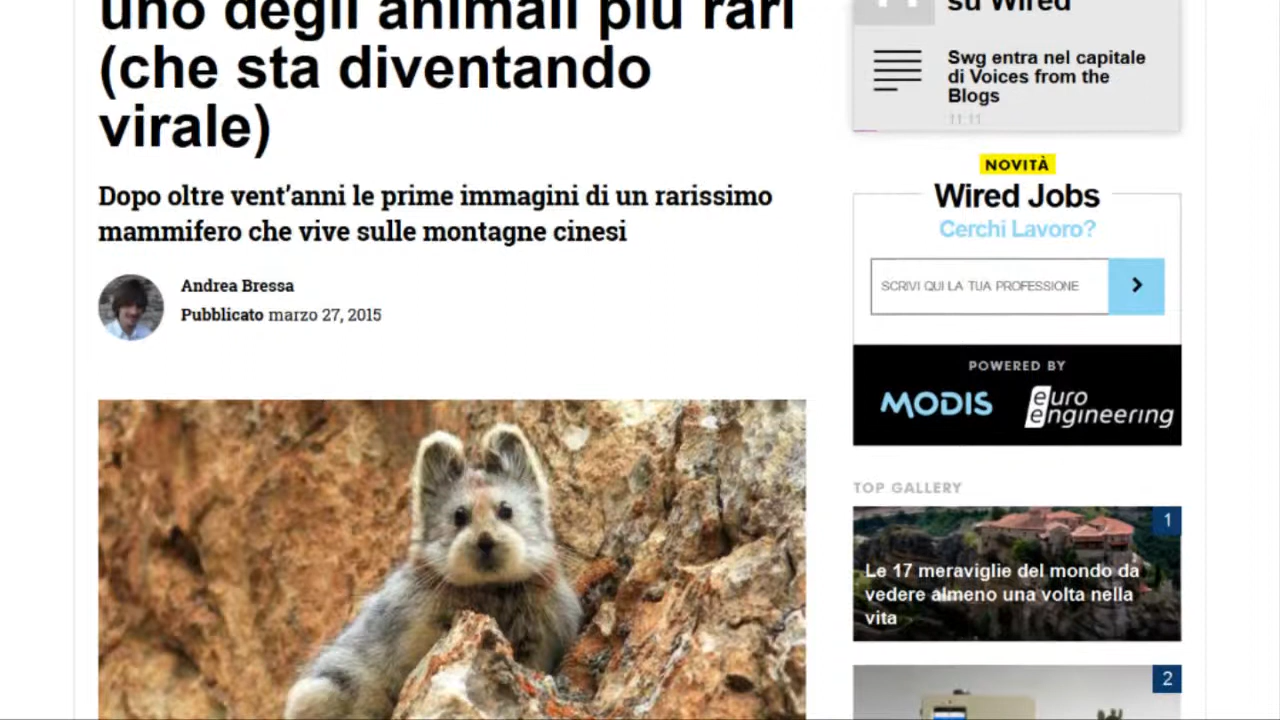 uno degli animali più rari
(che sta diventando
virale)
Dopo oltre vent’anni le prime immagini di un rarissimo
mammifero che vive sulle montagne cinesi
Andrea Bressa
Pubblicato marzo 27, 2015
su Wired
Swg entra nel capitale
di Voices from the
Blogs
11:11
NOVITÀ
Wired Jobs
Cerchi Lavoro?
SCRIVI QUI LA TUA PROFESSIONE
POWERED BY
MODIS
euro
engineering
TOP GALLERY
1
Le 17 meraviglie del mondo da
vedere almeno una volta nella
vita
2